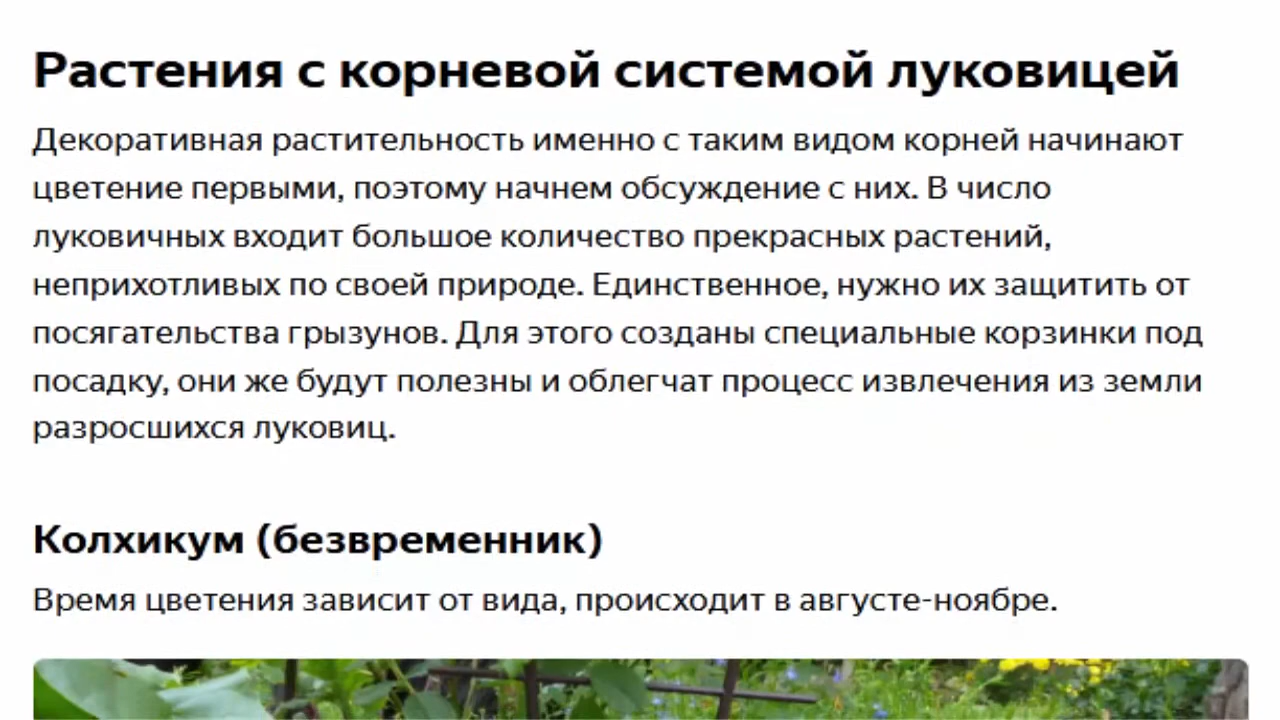 Растения с корневой системой луковицей
Декоративная растительность именно с таким видом корней начинают
цветение первыми, поэтому начнем обсуждение с них. В число
луковичных входит большое количество прекрасных растений,
неприхотливых по своей природе. Единственное, нужно их защитить от
посягательства грызунов. Для этого созданы специальные корзинки под
посадку, они же будут полезны и облегчат процесс извлечения из земли
разросшихся луковиц.
Колхикум (безвременник)
Время цветения зависит от вида, происходит в августе-ноябре.